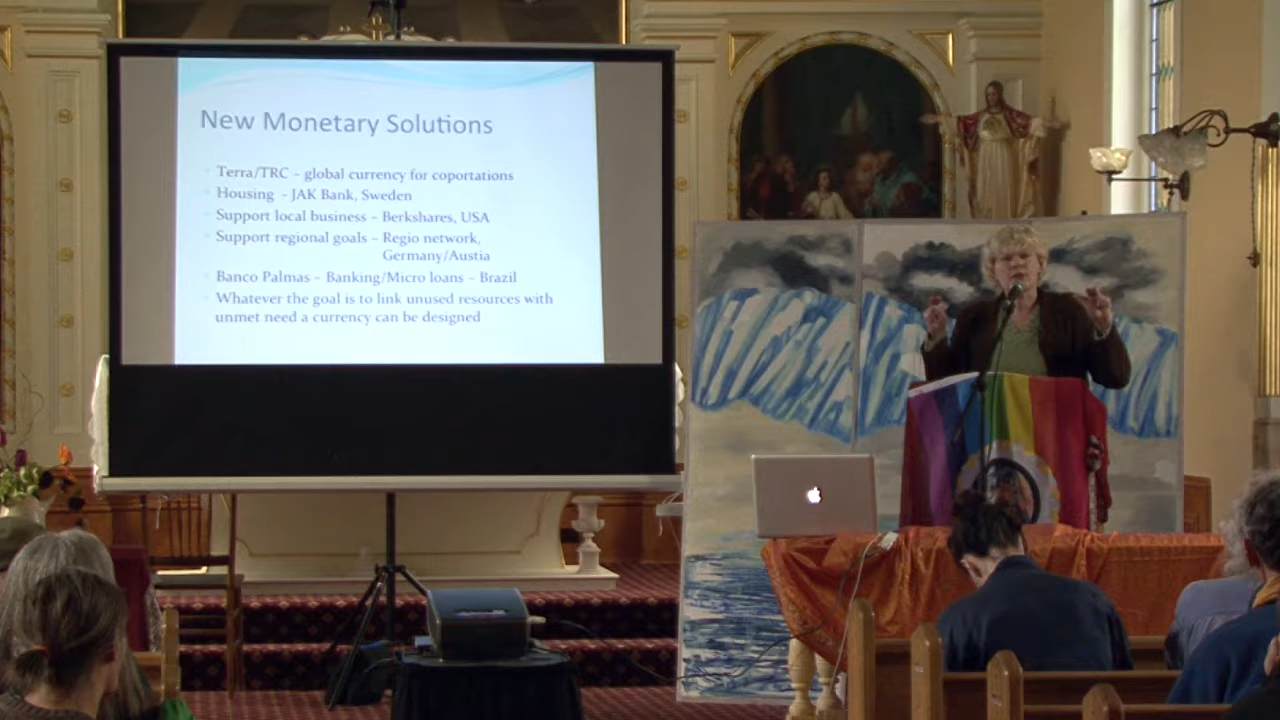 New Monetary Solutions
Terra/TRC – global currency for coportations
Housing - JAK Bank, Sweden
Support local business – Berkshares, USA
Support regional goals – Regio network,
Germany/Austia
Banco Palmas – Banking/Micro loans – Brazil
Whatever the goal is to link unused resources with
unmet need a currency can be designed